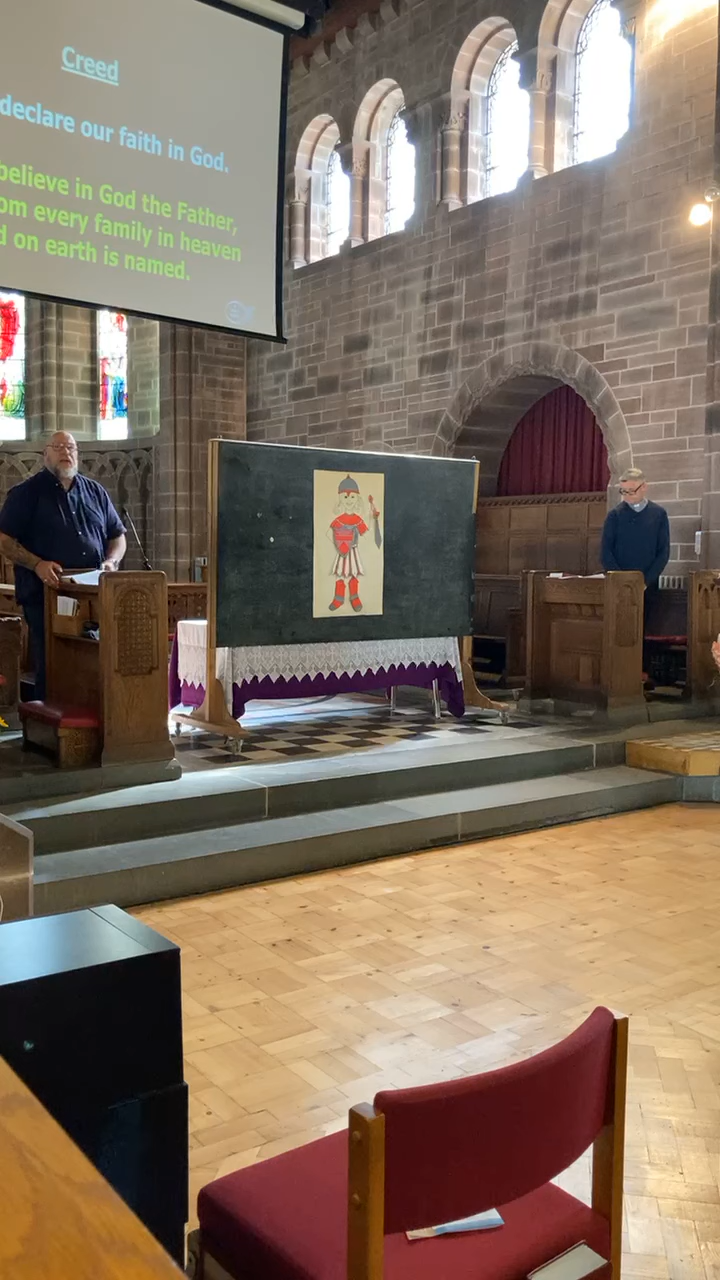 Creed
declare our faith in God.
believe in God the Father,
om every family in heaven
d on earth is named.